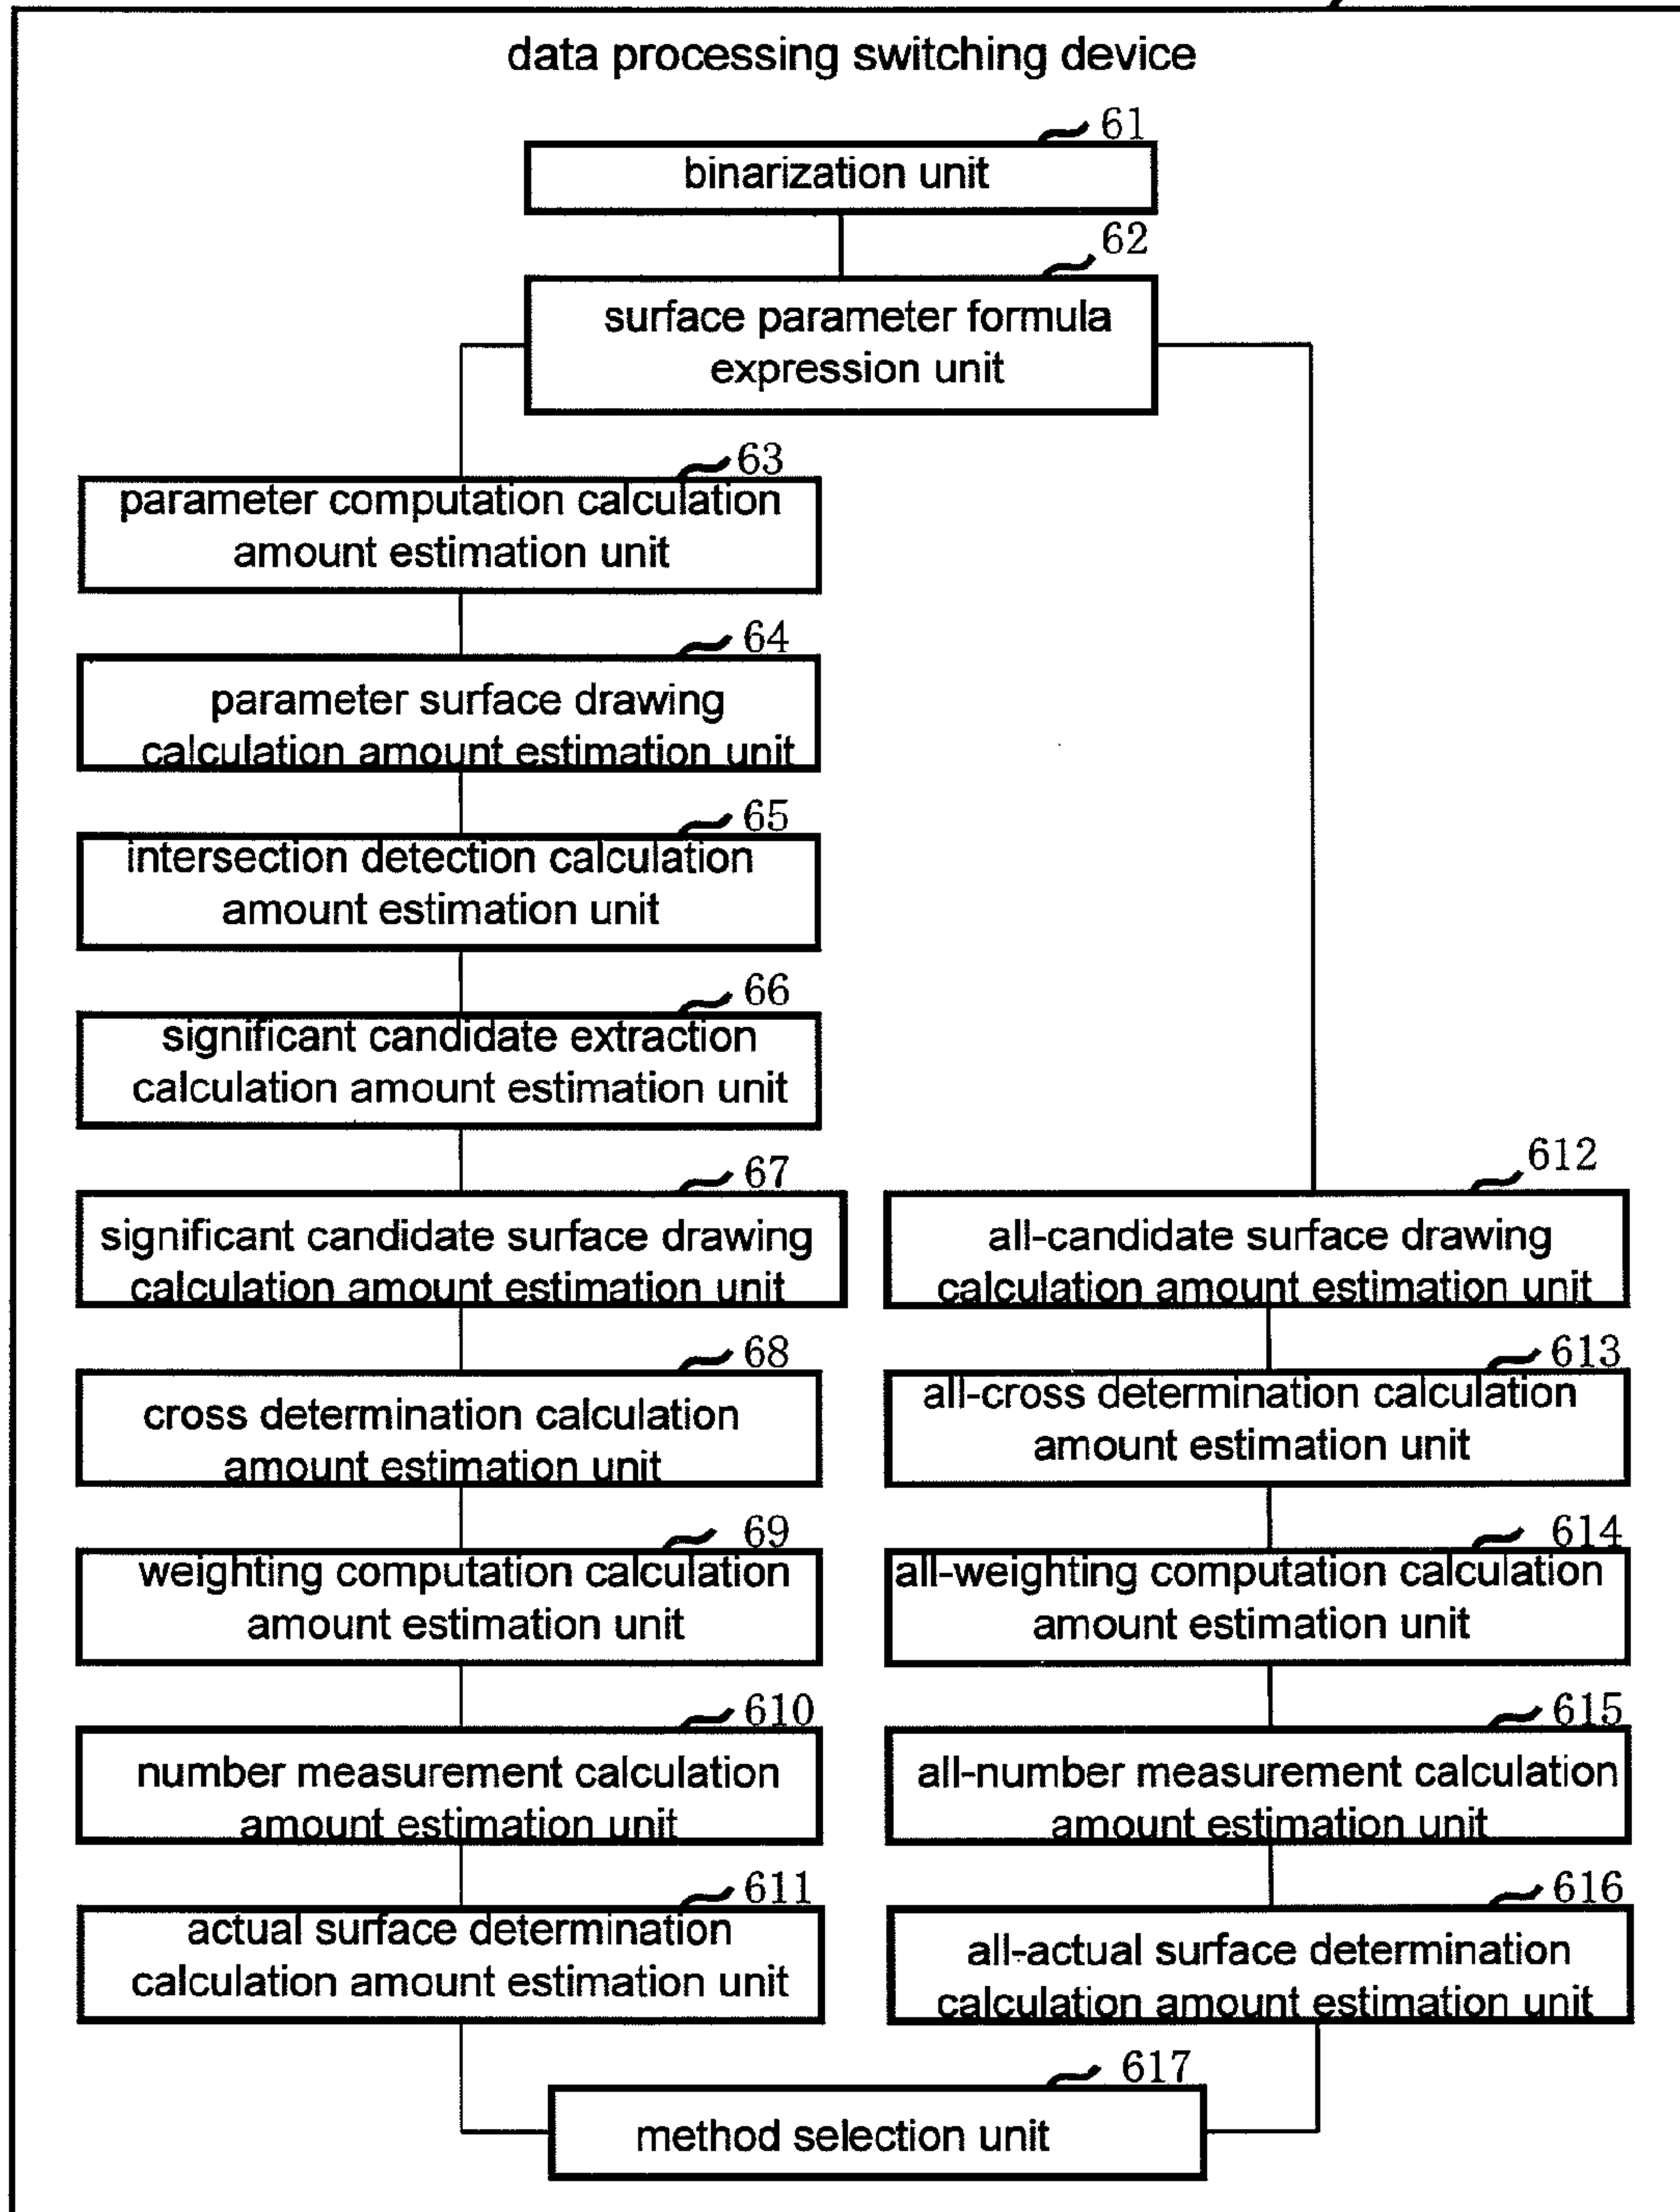 data processing switching device
61
binarization unit
62
surface parameter formula
expression unit
63
parameter computation calculation
amount estimation unit
64
parameter surface drawing
calculation amount estimation unit
65
intersection detection calculation
amount estimation unit
66
significant candidate extraction
calculation amount estimation unit
67
significant candidate surface drawing
calculation amount estimation unit
68
cross determination calculation
amount estimation unit
69
weighting computation calculation
amount estimation unit
610
number measurement calculation
amount estimation unit
611
actual surface determination
calculation amount estimation unit
612
all-candidate surface drawing
calculation amount estimation unit
613
all-cross determination calculation
amount estimation unit
614
all-weighting computation calculation
amount estimation unit
615
all-number measurement calculation
amount estimation unit
616
all-actual surface determination
calculation amount estimation unit
617
method selection unit